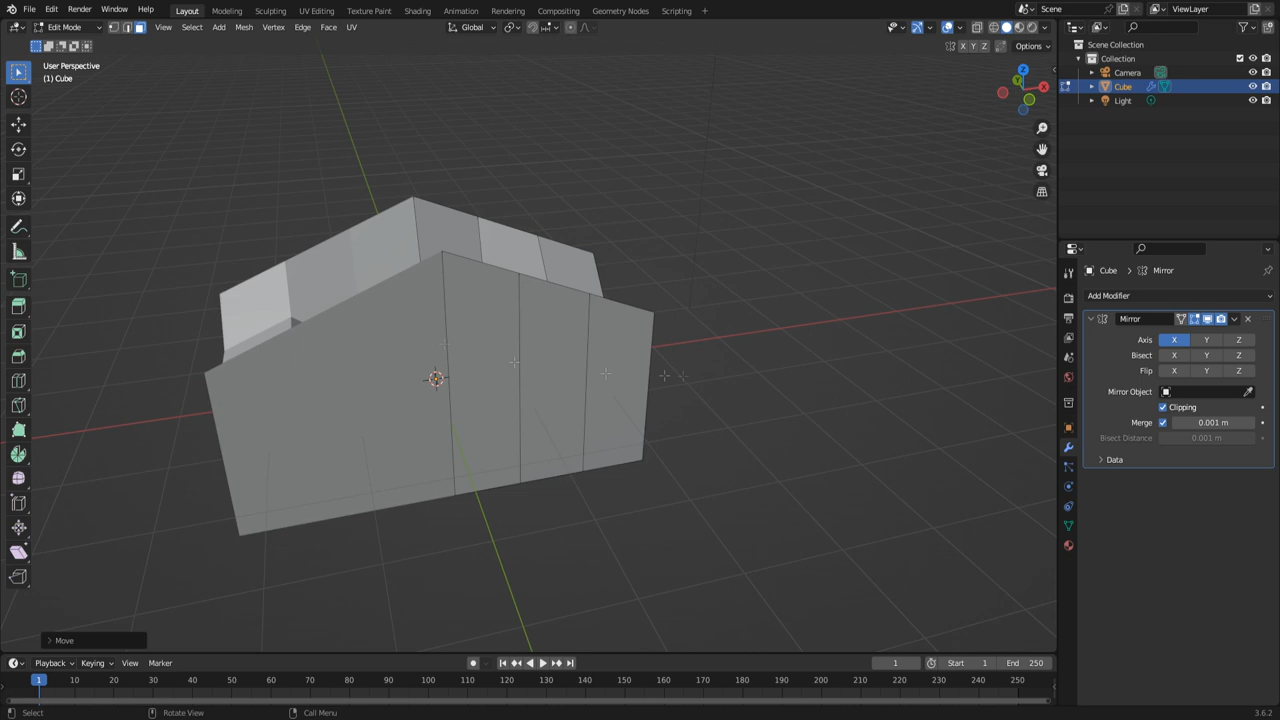 File Edit Render Window Help Layout Modeling Sculpting UV Editing Texture Paint Shading Animation Rendering Compositing Geometry Nodes Scripting + Scene ViewLayer
Edit Mode View Select Add Mesh Vertex Edge Face UV Global
X Y Z Options
User Perspective
(1) Cube
Z
Y
X
Scene Collection
Collection
Camera
Cube
Light
Cube > Mirror
Add Modifier
Mirror
Axis X Y Z
Bisect X Y Z
Flip X Y Z
Mirror Object
Clipping
Merge 0.001 m
Bisect Distance 0.001 m
Data
Move
Playback Keying View Marker 1 Start 1 End 250
1 10 20 30 40 50 60 70 80 90 100 110 120 130 140 150 160 170 180 190 200 210 220 230 240 250
Select Rotate View Call Menu 3.6.2